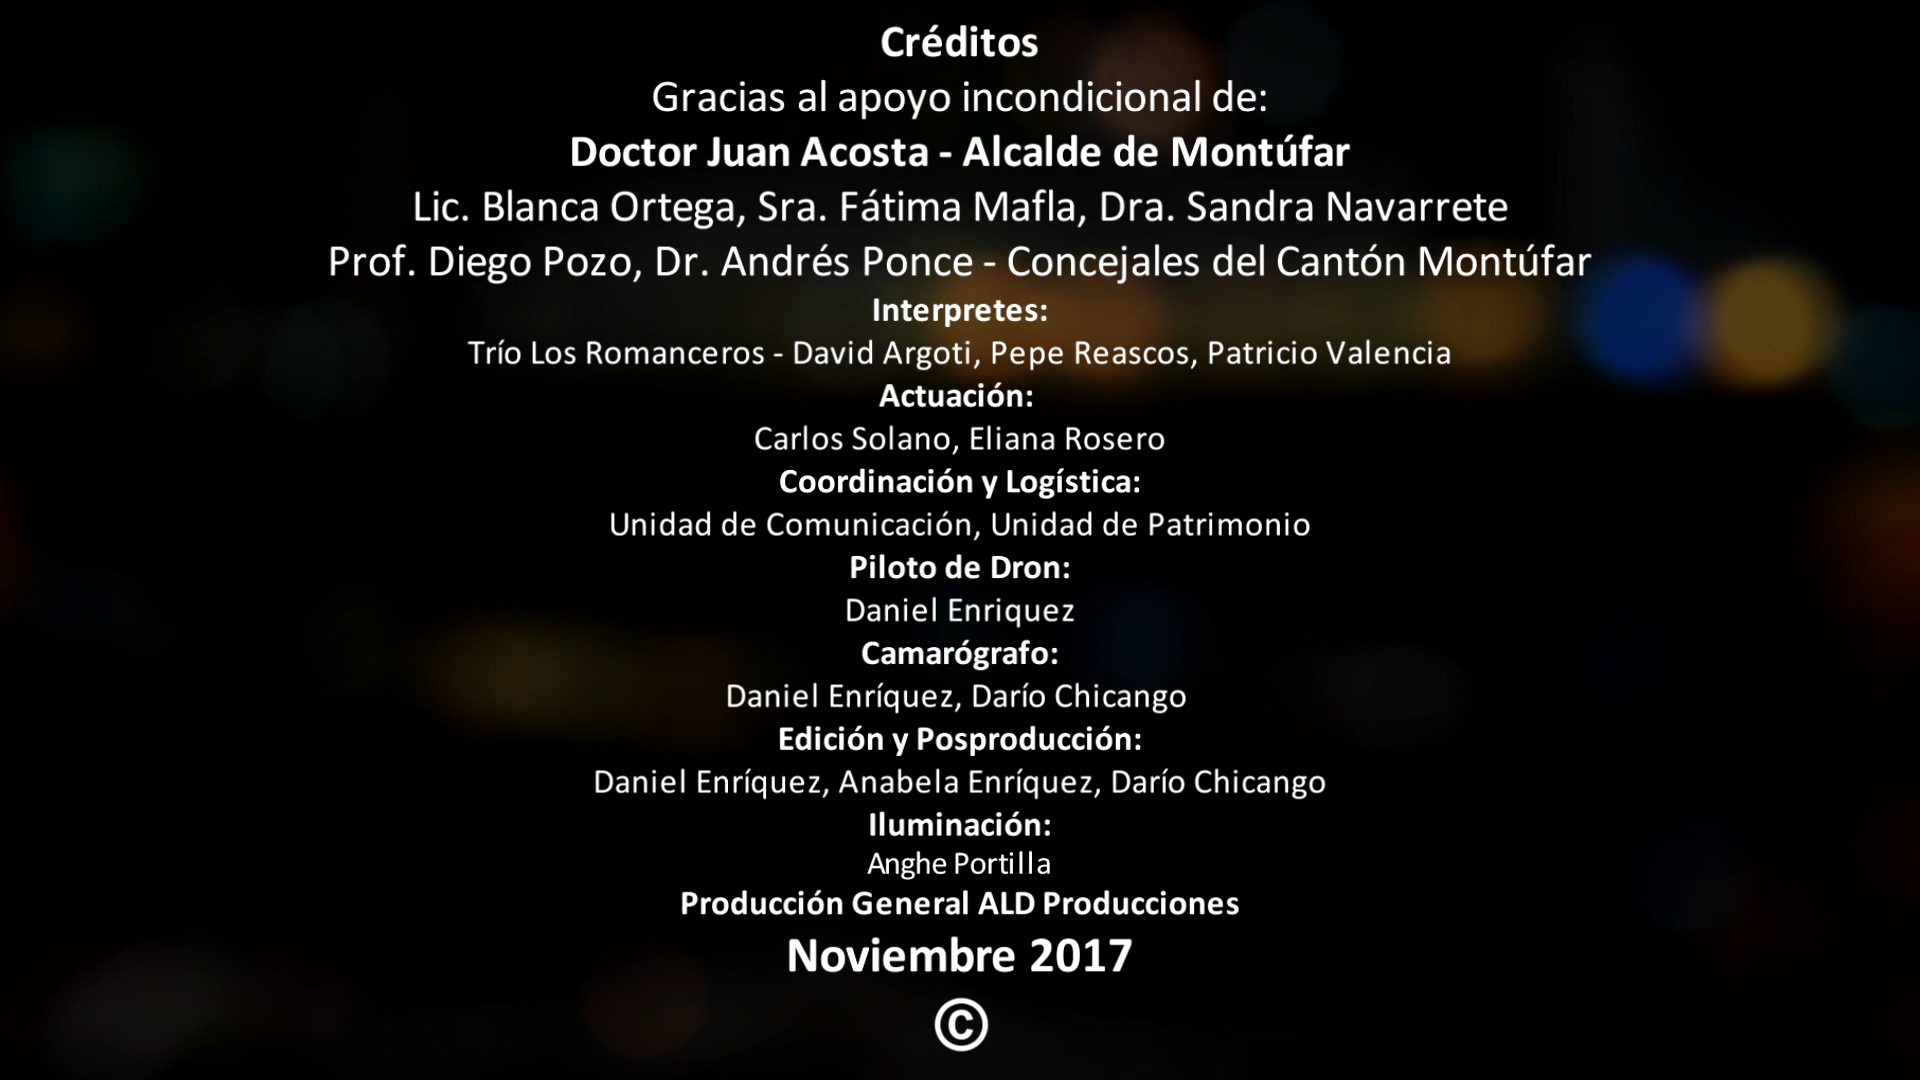 Créditos
Gracias al apoyo incondicional de:
Doctor Juan Acosta - Alcalde de Montúfar
Lic. Blanca Ortega, Sra. Fátima Mafla, Dra. Sandra Navarrete
Prof. Diego Pozo, Dr. Andrés Ponce - Concejales del Cantón Montúfar
Interpretes:
Trío Los Romanceros - David Argoti, Pepe Reascos, Patricio Valencia
Actuación:
Carlos Solano, Eliana Rosero
Coordinación y Logística:
Unidad de Comunicación, Unidad de Patrimonio
Piloto de Dron:
Daniel Enriquez
Camarógrafo:
Daniel Enríquez, Darío Chicango
Edición y Posproducción:
Daniel Enríquez, Anabela Enríquez, Darío Chicango
Iluminación:
Anghe Portilla
Producción General ALD Producciones
Noviembre 2017
©